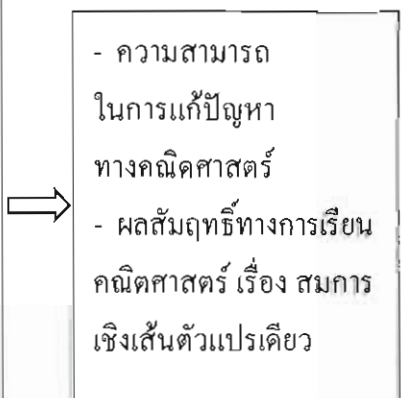 - ความสามารถ
ในการแก้ปัญหา
ทางคณิตศาสตร์
- ผลสัมฤทธิ์ทางการเรียน
คณิตศาสตร์ เรื่อง สมการ
เชิงเส้นตัวแปรเดียว